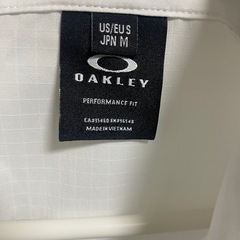 US/EU S
JPN M
OAKLEY
PERFORMANCE FIT
MADE IN VIETNAM